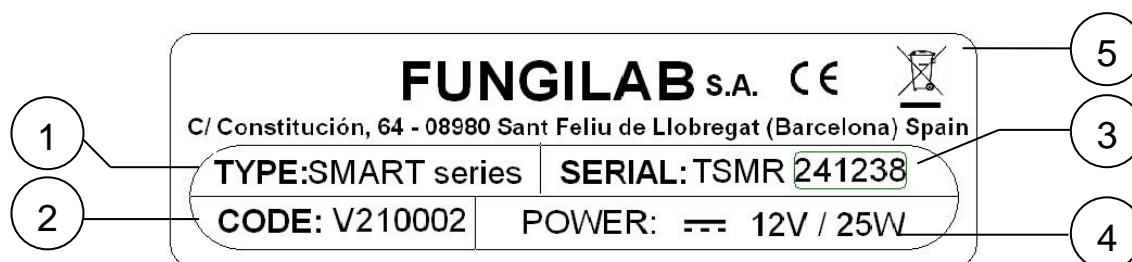 FUNGILAB S.A. CE
C/ Constitución, 64 - 08980 Sant Feliu de Llobregat (Barcelona) Spain
TYPE:SMART series SERIAL: TSMR 241238
CODE: V210002 POWER: ⎓ 12V / 25W
1
2
5
3
4